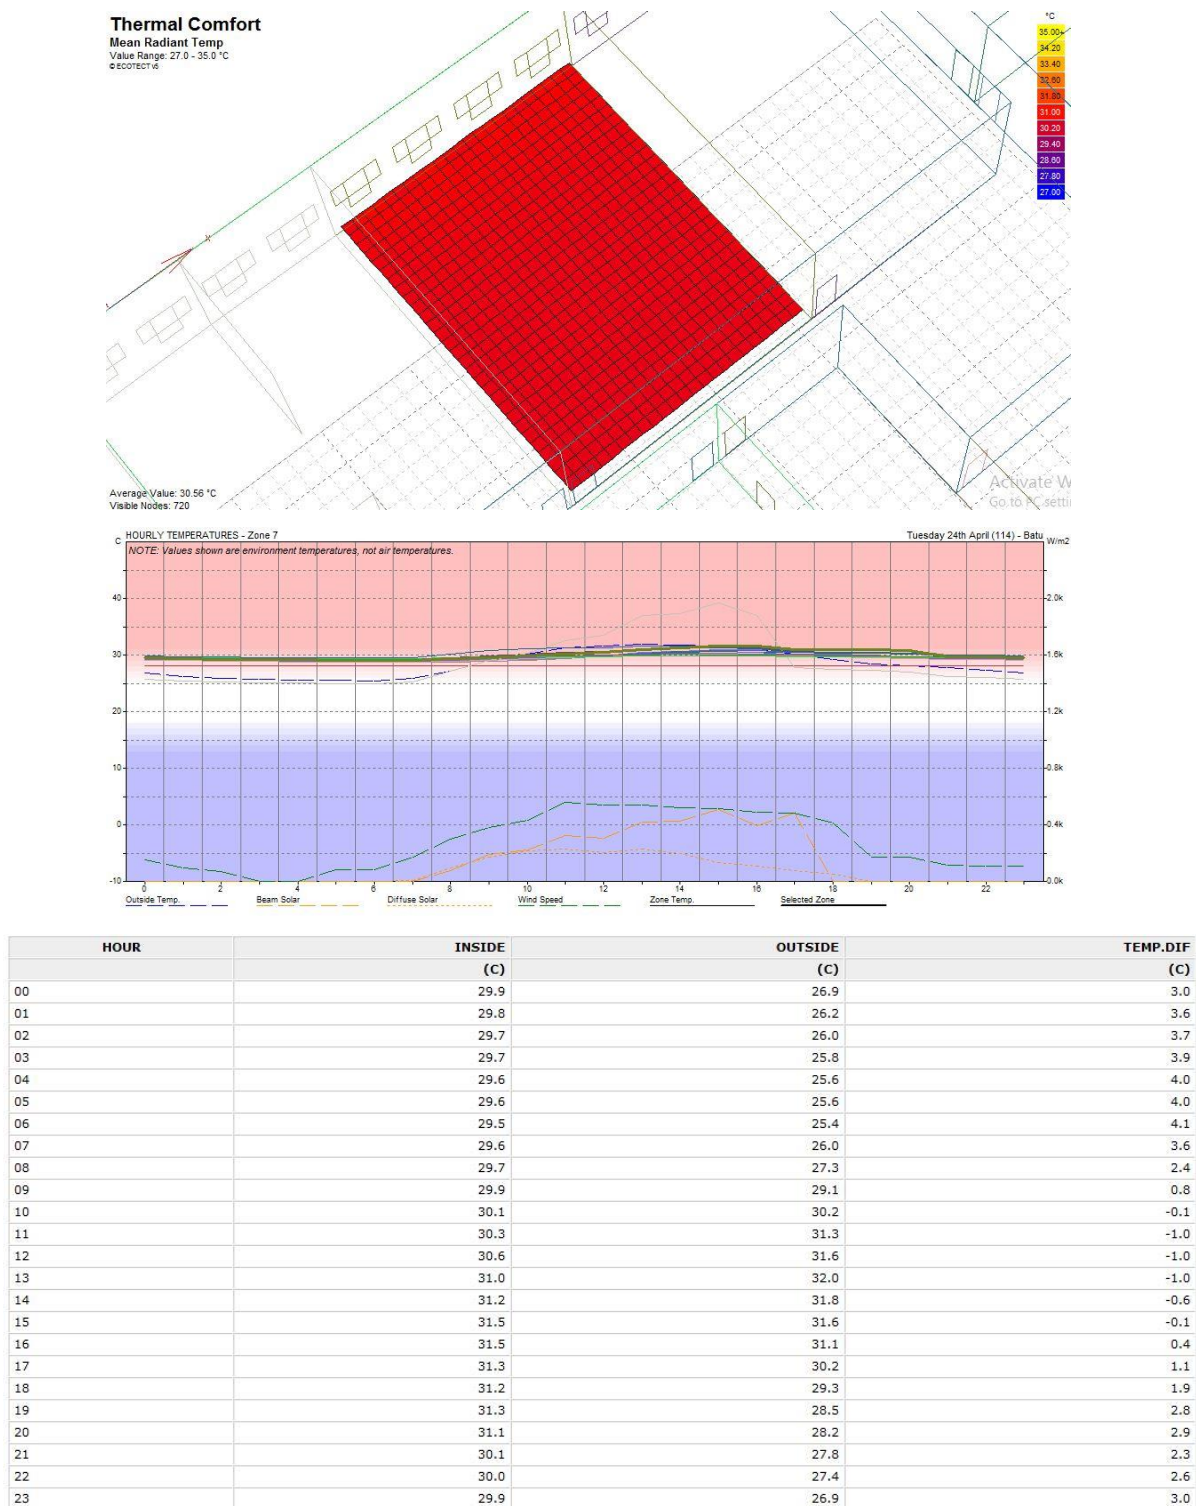 Thermal Comfort
Mean Radiant Temp
Value Range: 27.0 - 35.0 °C
© ECOTECT v5
°C
35.00+
34.20
33.40
32.60
31.80
31.00
30.20
29.40
28.60
27.80
27.00
X
Average Value: 30.56 °C
Visible Nodes: 720
Activate W
Go to PC setti
C HOURLY TEMPERATURES - Zone 7 Tuesday 24th April (114) - Batu W/m2
NOTE: Values shown are environment temperatures, not air temperatures.
40 2.0k
30 1.6k
20 1.2k
10 0.8k
0 0.4k
-10 0.0k
0 2 4 6 8 10 12 14 16 18 20 22
Outside Temp. Beam Solar Diffuse Solar Wind Speed Zone Temp. Selected Zone
HOUR INSIDE OUTSIDE TEMP.DIF
(C) (C) (C)
00 29.9 26.9 3.0
01 29.8 26.2 3.6
02 29.7 26.0 3.7
03 29.7 25.8 3.9
04 29.6 25.6 4.0
05 29.6 25.6 4.0
06 29.5 25.4 4.1
07 29.6 26.0 3.6
08 29.7 27.3 2.4
09 29.9 29.1 0.8
10 30.1 30.2 -0.1
11 30.3 31.3 -1.0
12 30.6 31.6 -1.0
13 31.0 32.0 -1.0
14 31.2 31.8 -0.6
15 31.5 31.6 -0.1
16 31.5 31.1 0.4
17 31.3 30.2 1.1
18 31.2 29.3 1.9
19 31.3 28.5 2.8
20 31.1 28.2 2.9
21 30.1 27.8 2.3
22 30.0 27.4 2.6
23 29.9 26.9 3.0